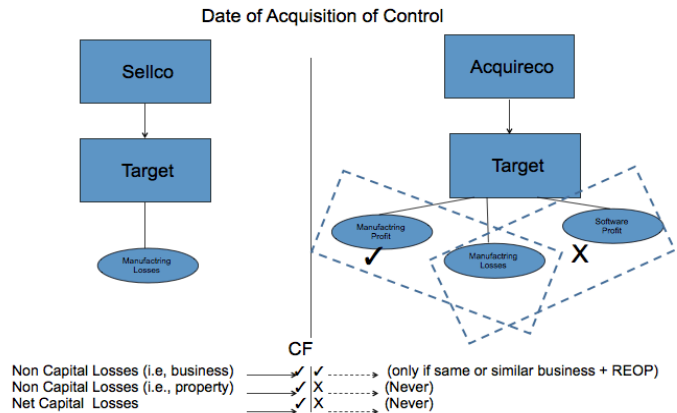 Date of Acquisition of Control
Sellco
Target
Manufactring
Losses
Acquireco
Target
Manufactring
Profit
✓
Manufactring
Losses
Software
Profit
X
CF
Non Capital Losses (i.e, business) ✓ ✓ (only if same or similar business + REOP)
Non Capital Losses (i.e., property) ✓ X (Never)
Net Capital Losses ✓ X (Never)